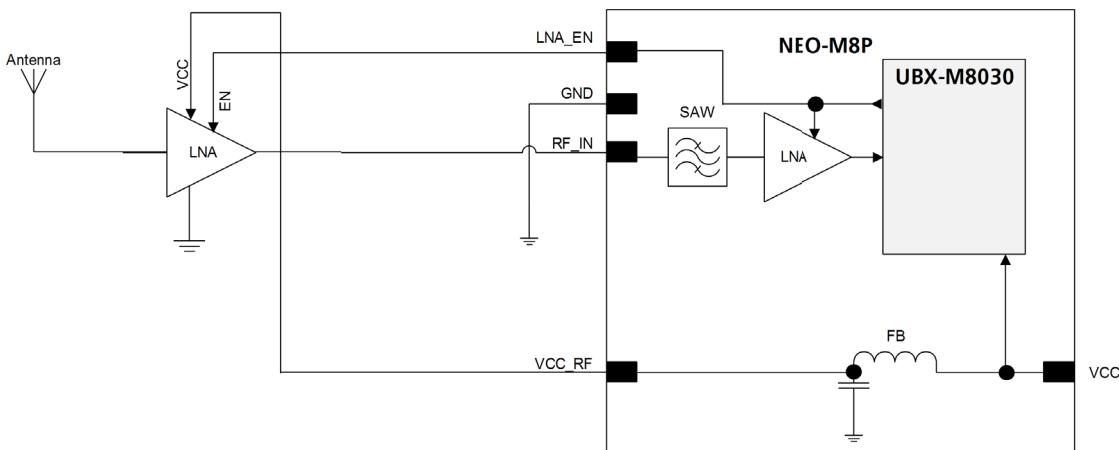 LNA_EN
NEO-M8P
Antenna
VCC
EN
UBX-M8030
GND
SAW
RF_IN
LNA
LNA
FB
VCC_RF
VCC